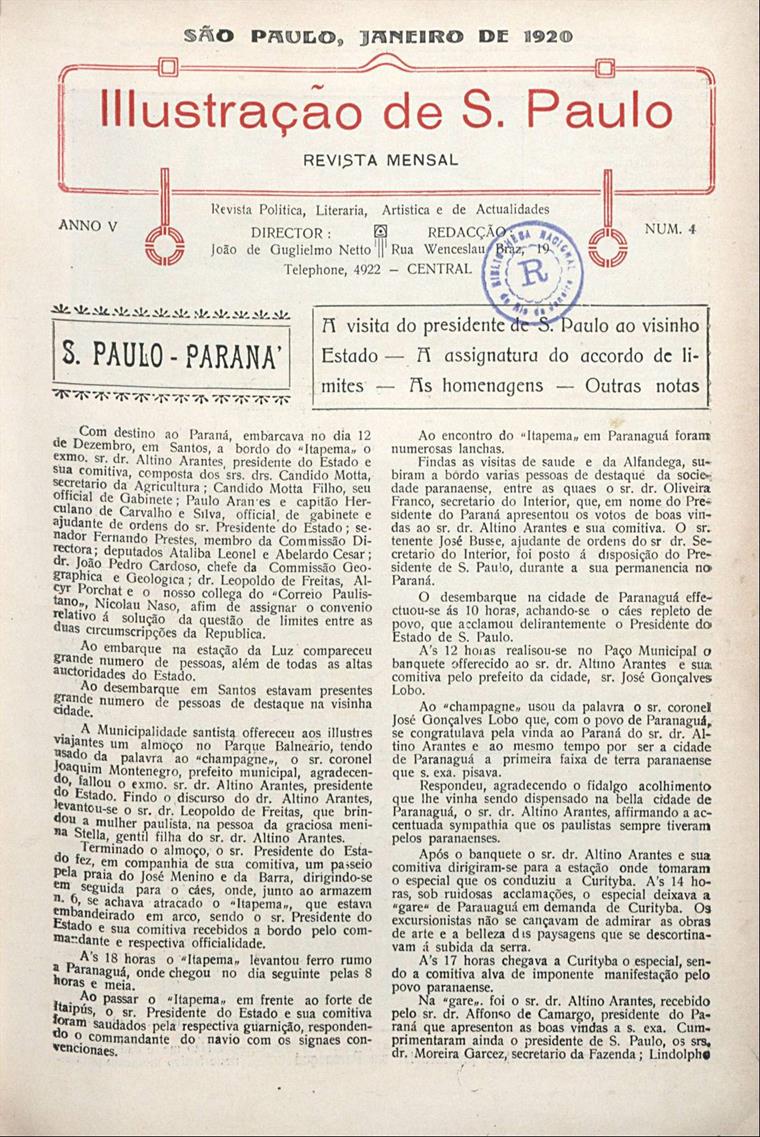 SÃO PAULO, JANEIRO DE 1920
Illustração de S. Paulo
REVISTA MENSAL
Revista Politica, Literaria, Artistica e de Actualidades
ANNO V
DIRECTOR :
João de Guglielmo Netto
REDACÇÃO :
Rua Wenceslau Braz, 19
Telephone, 4922 — CENTRAL
NUM. 4
BIBLIOTHECA NACIONAL
R
do Rio de Janeiro
S. PAULO - PARANA'
A visita do presidente de S. Paulo ao visinho
Estado — A assignatura do accordo de li-
mites — As homenagens — Outras notas
Com destino ao Paraná, embarcava no dia 12
de Dezembro, em Santos, a bordo do "Itapema„ o
exmo. sr. dr. Altino Arantes, presidente do Estado e
sua comitiva, composta dos srs. drs. Candido Motta,
secretario da Agricultura ; Candido Motta Filho, seu
official de Gabinete ; Paulo Arantes e capitão Her-
culano de Carvalho e Silva, official de gabinete e
ajudante de ordens do sr. Presidente do Estado ; se-
nador Fernando Prestes, membro da Commissão Di-
rectora ; deputados Ataliba Leonel e Abelardo Cesar ;
dr. João Pedro Cardoso, chefe da Commissão Geo-
graphica e Geologica ; dr. Leopoldo de Freitas, Al-
cyr Porchat e o nosso collega do "Correio Paulis-
tano„, Nicolau Naso, afim de assignar o convenio
relativo á solução da questão de limites entre as
duas circumscripções da Republica.
Ao embarque na estação da Luz compareceu
grande numero de pessoas, além de todas as altas
auctoridades do Estado.
Ao desembarque em Santos estavam presentes
grande numero de pessoas de destaque na visinha
cidade.
A Municipalidade santista offereceu aos illustres
viajantes um almoço no Parque Balneário, tendo
usado da palavra ao "champagne„, o sr. coronel
Joaquim Montenegro, prefeito municipal, agradecen-
do, fallou o exmo. sr. dr. Altino Arantes, presidente
do Estado. Findo o discurso do dr. Altino Arantes,
levantou-se o sr. dr. Leopoldo de Freitas, que brin-
dou a mulher paulista, na pessoa da graciosa meni-
na Stella, gentil filha do sr. dr. Altino Arantes.
Terminado o almoço, o sr. Presidente do Esta-
do fez, em companhia de sua comitiva, um passeio
pela praia do José Menino e da Barra, dirigindo-se
em seguida para o cáes, onde, junto ao armazem
n. 6, se achava atracado o "Itapema„, que estava
embandeirado em arco, sendo o sr. Presidente do
Estado e sua comitiva recebidos a bordo pelo com-
mandante e respectiva officialidade.
A's 18 horas o "Itapema„ levantou ferro rumo
a Paranaguá, onde chegou no dia seguinte pelas 8
horas e meia.
Ao passar o "Itapema„ em frente ao forte de
Itaipús, o sr. Presidente do Estado e sua comitiva
foram saudados pela respectiva guarnição, responden-
do o commandante do navio com os signaes con-
vencionaes.
Ao encontro do "Itapema„ em Paranaguá foram
numerosas lanchas.
Findas as visitas de saude e da Alfandega, su-
biram a bordo varias pessoas de destaque da socie-
dade paranaense, entre as quaes o sr. dr. Oliveira
Franco, secretario do Interior, que, em nome do Pre-
sidente do Paraná apresentou os votos de boas vin-
das ao sr. dr. Altino Arantes e sua comitiva. O sr.
tenente José Busse, ajudante de ordens do sr dr. Se-
cretario do Interior, foi posto á disposição do Pre-
sidente de S. Paulo, durante a sua permanencia no
Paraná.
O desembarque na cidade de Paranaguá effe-
ctuou-se ás 10 horas, achando-se o cáes repleto de
povo, que acclamou delirantemente o Presidente do
Estado de S. Paulo.
A's 12 horas realisou-se no Paço Municipal o
banquete offerecido ao sr. dr. Altino Arantes e sua
comitiva pelo prefeito da cidade, sr. José Gonçalves
Lobo.
Ao "champagne„ usou da palavra o sr. coronel
José Gonçalves Lobo que, com o povo de Paranaguá,
se congratulava pela vinda ao Paraná do sr. dr. Al-
tino Arantes e ao mesmo tempo por ser a cidade
de Paranaguá a primeira faixa de terra paranaense
que s. exa. pisava.
Respondeu, agradecendo o fidalgo acolhimento
que lhe vinha sendo dispensado na bella cidade de
Paranaguá, o sr. dr. Altino Arantes, affirmando a ac-
centuada sympathia que os paulistas sempre tiveram
pelos paranaenses.
Após o banquete o sr. dr. Altino Arantes e sua
comitiva dirigiram-se para a estação onde tomaram
o especial que os conduziu a Curityba. A's 14 ho-
ras, sob ruidosas acclamações, o especial deixava a
"gare„ de Parauaguá em demanda de Curityba. Os
excursionistas não se cançavam de admirar as obras
de arte e a belleza das paysagens que se descortina-
vam á subida da serra.
A's 17 horas chegava a Curityba o especial, sen-
do a comitiva alva de imponente manifestação pelo
povo paranaense.
Na "gare„. foi o sr. dr. Altino Arantes, recebido
pelo sr. dr. Affonso de Camargo, presidente do Pa-
raná que apresenton as boas vindas a s. exa. Cum-
primentaram ainda o presidente de S. Paulo, os srs.
dr. Moreira Garcez, secretario da Fazenda ; Lindolpho